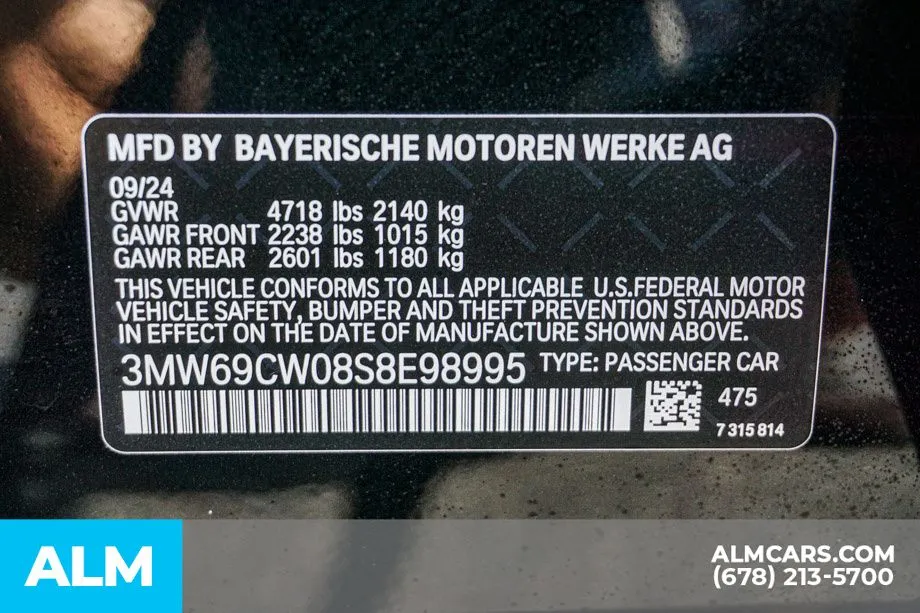 MFD BY BAYERISCHE MOTOREN WERKE AG
09/24
GVWR 4718 lbs 2140 kg
GAWR FRONT 2238 lbs 1015 kg
GAWR REAR 2601 lbs 1180 kg
THIS VEHICLE CONFORMS TO ALL APPLICABLE U.S.FEDERAL MOTOR
VEHICLE SAFETY, BUMPER AND THEFT PREVENTION STANDARDS
IN EFFECT ON THE DATE OF MANUFACTURE SHOWN ABOVE.
3MW69CW08S8E98995 TYPE: PASSENGER CAR
475
7 315 814
ALM
ALMCARS.COM
(678) 213-5700